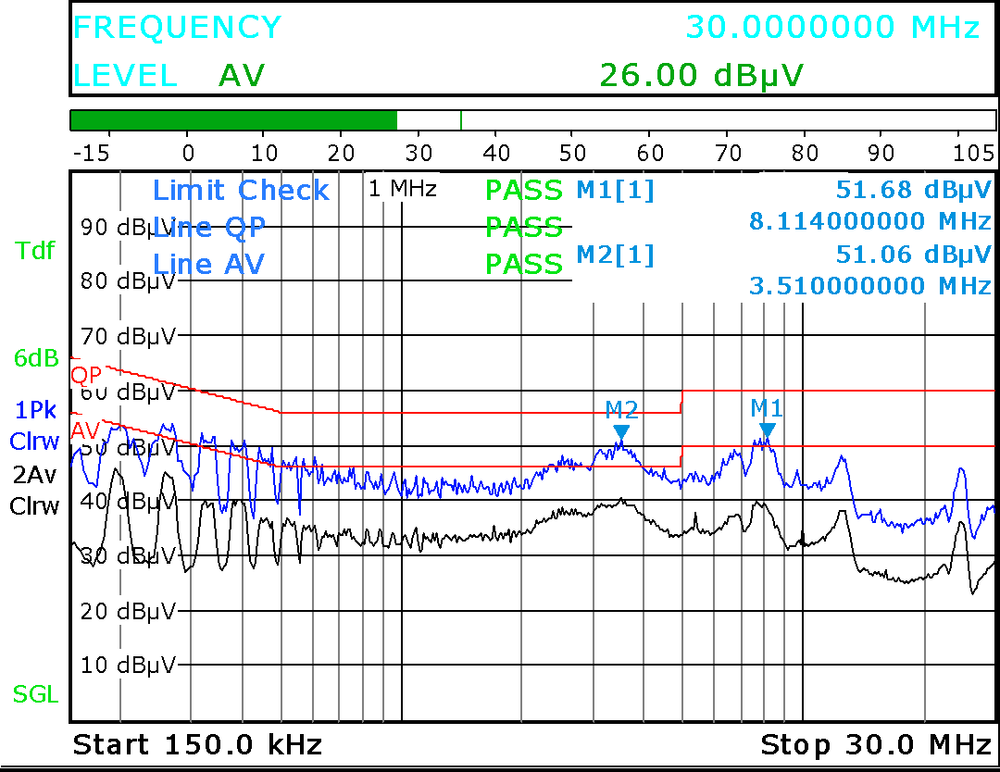 FREQUENCY 30.0000000 MHz
LEVEL AV 26.00 dBµV
-15 0 10 20 30 40 50 60 70 80 90 105
Limit Check 1 MHz PASS M1[1] 51.68 dBµV
90 dBµV Line QP PASS 8.114000000 MHz
Tdf
Line AV PASS M2[1] 51.06 dBµV
80 dBµV 3.510000000 MHz
70 dBµV
6dB
QP
60 dBµV
1Pk M2 M1
AV
Clrw 50 dBµV
2Av
Clrw 40 dBµV
30 dBµV
20 dBµV
10 dBµV
SGL
Start 150.0 kHz Stop 30.0 MHz